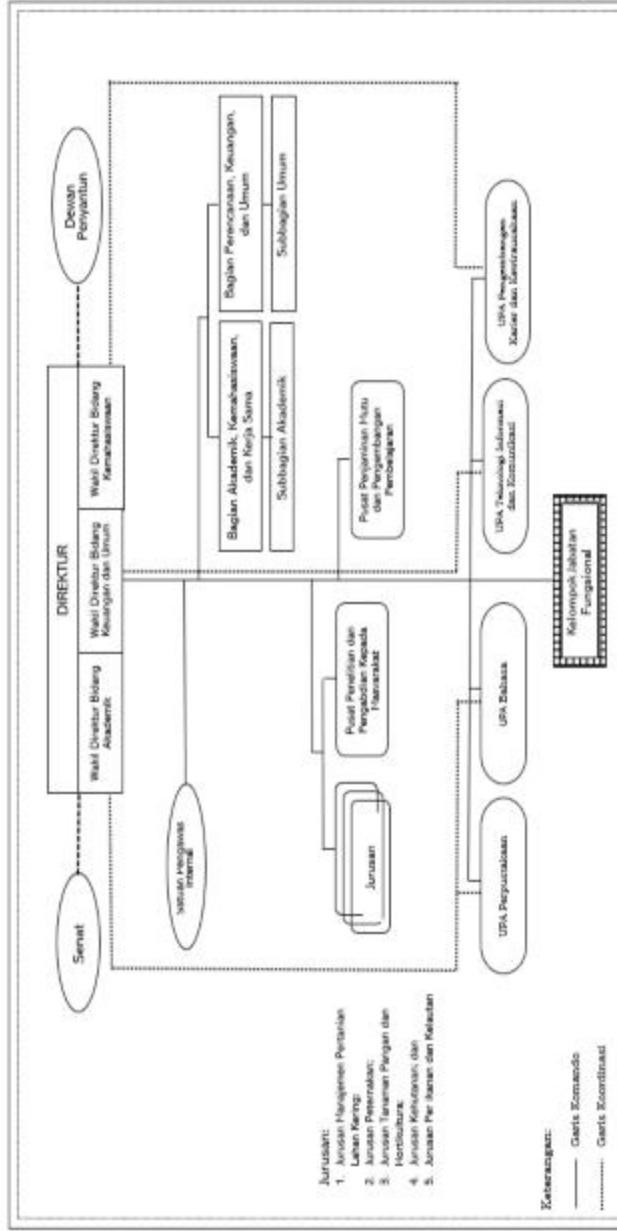 DIREKTUR
Wakil Direktur Bidang
Akademik
Wakil Direktur Bidang
Keuangan dan Umum
Wakil Direktur Bidang
Kemahasiswaan
Senat
Dewan
Penyantun
Satuan Pengawas
Internal
Bagian Akademik, Kemahasiswaan,
dan Kerja Sama
Subbagian Akademik
Bagian Perencanaan, Keuangan,
dan Umum
Subbagian Umum
Jurusan
Pusat Penelitian dan
Pengabdian Kepada
Masyarakat
Pusat Penjaminan Mutu
dan Pengembangan
Pembelajaran
Jurusan:
1. Jurusan Manajemen Pertanian
Lahan Kering;
2. Jurusan Peternakan;
3. Jurusan Tanaman Pangan dan
Hortikultura;
4. Jurusan Kehutanan; dan
5. Jurusan Perikanan dan Kelautan
UPA Perpustakaan
UPA Bahasa
UPA Teknologi Informasi
dan Komunikasi
UPA Pengembangan
Karier dan Kewirausahaan
Kelompok Jabatan
Fungsional
Keterangan:
Garis Komando
Garis Koordinasi